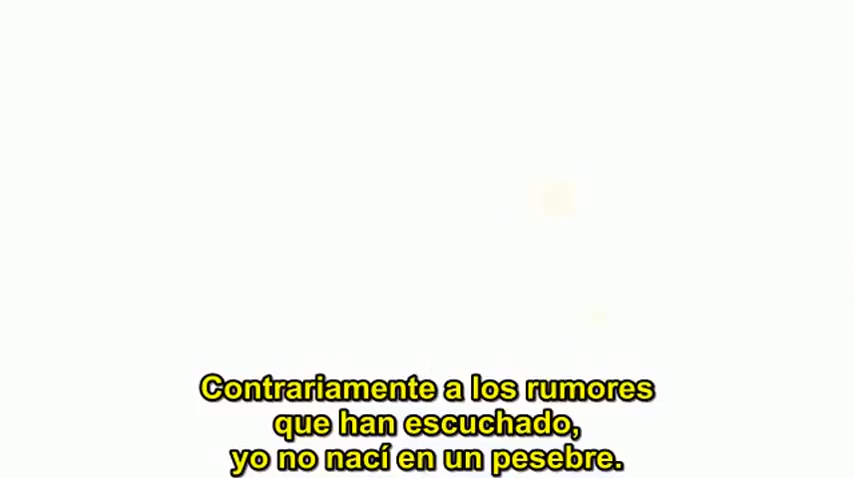 Contrariamente a los rumores
que han escuchado,
yo no nací en un pesebre.